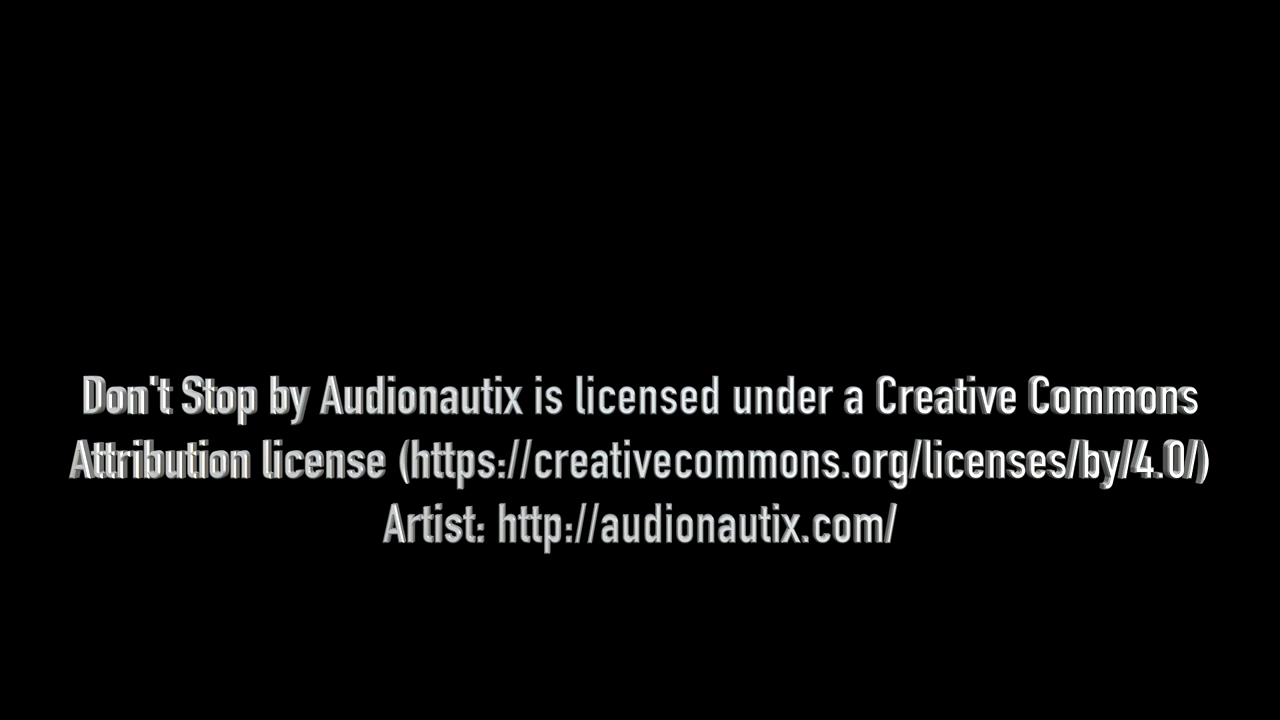 Don't Stop by Audionautix is licensed under a Creative Commons
Attribution license (https://creativecommons.org/licenses/by/4.0/)
Artist: http://audionautix.com/